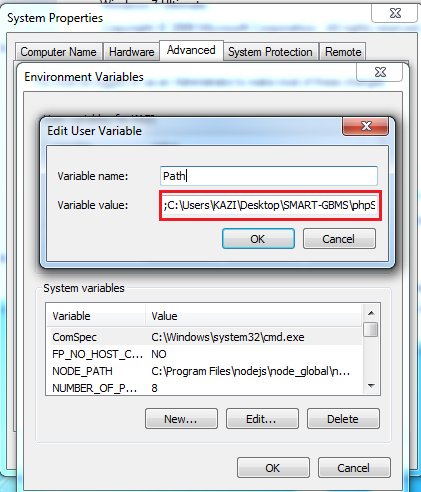 System Properties
Computer Name Hardware Advanced System Protection Remote
Environment Variables
Edit User Variable
Variable name: Path
Variable value: ;C:\Users\KAZI\Desktop\SMART-GBMS\phpS
OK Cancel
System variables
Variable Value
ComSpec C:\Windows\system32\cmd.exe
FP_NO_HOST_C... NO
NODE_PATH C:\Program Files\nodejs\node_global\n...
NUMBER_OF_P... 8
New... Edit... Delete
OK Cancel